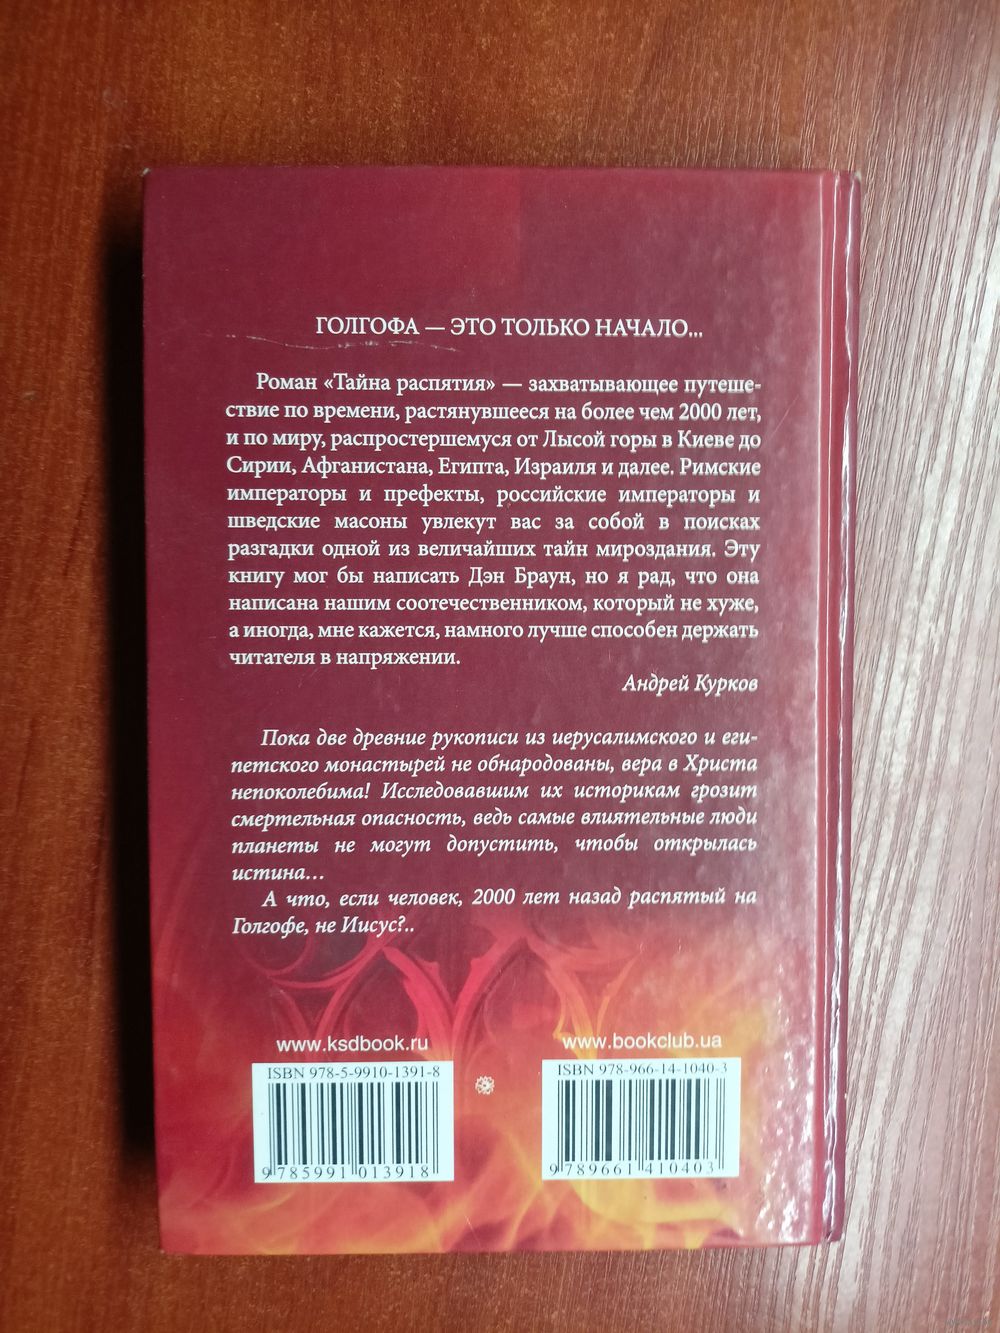 ГОЛГОФА — ЭТО ТОЛЬКО НАЧАЛО...
Роман «Тайна распятия» — захватывающее путеше-
ствие по времени, растянувшееся на более чем 2000 лет,
и по миру, распростершемуся от Лысой горы в Киеве до
Сирии, Афганистана, Египта, Израиля и далее. Римские
императоры и префекты, российские императоры и
шведские масоны увлекут вас за собой в поисках
разгадки одной из величайших тайн мироздания. Эту
книгу мог бы написать Дэн Браун, но я рад, что она
написана нашим соотечественником, который не хуже,
а иногда, мне кажется, намного лучше способен держать
читателя в напряжении.
Андрей Курков
Пока две древние рукописи из иерусалимского и еги-
петского монастырей не обнародованы, вера в Христа
непоколебима! Исследовавшим их историкам грозит
смертельная опасность, ведь самые влиятельные люди
планеты не могут допустить, чтобы открылась
истина...
А что, если человек, 2000 лет назад распятый на
Голгофе, не Иисус?..
www.ksdbook.ru
www.bookclub.ua
ISBN 978-5-9910-1391-8
ISBN 978-966-14-1040-3
9 785991 013918
9 789661 410403